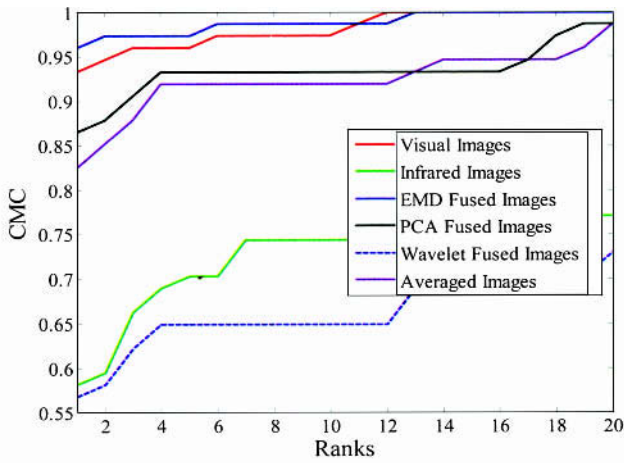 1
0.95
0.9
0.85
0.8
0.75
0.7
0.65
0.6
0.55
CMC
2 4 6 8 10 12 14 16 18 20
Ranks
Visual Images
Infrared Images
EMD Fused Images
PCA Fused Images
Wavelet Fused Images
Averaged Images